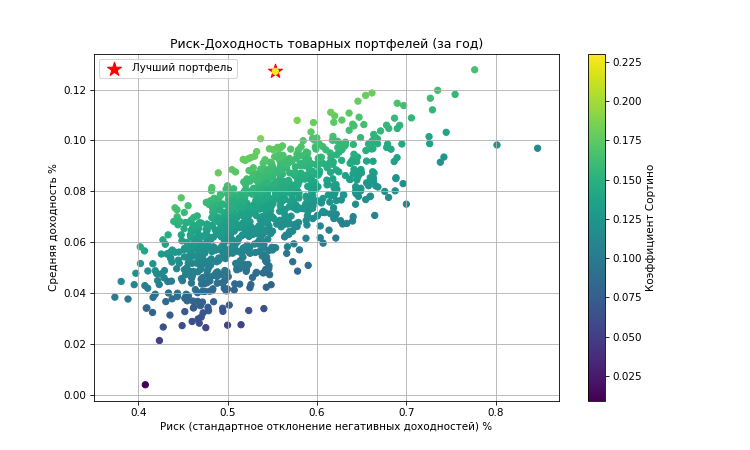 Риск-Доходность товарных портфелей (за год)
Лучший портфель
Средняя доходность %
0.12
0.10
0.08
0.06
0.04
0.02
0.00
0.4 0.5 0.6 0.7 0.8
Риск (стандартное отклонение негативных доходностей) %
0.225
0.200
0.175
0.150
0.125
0.100
0.075
0.050
0.025
Коэффициент Сортино